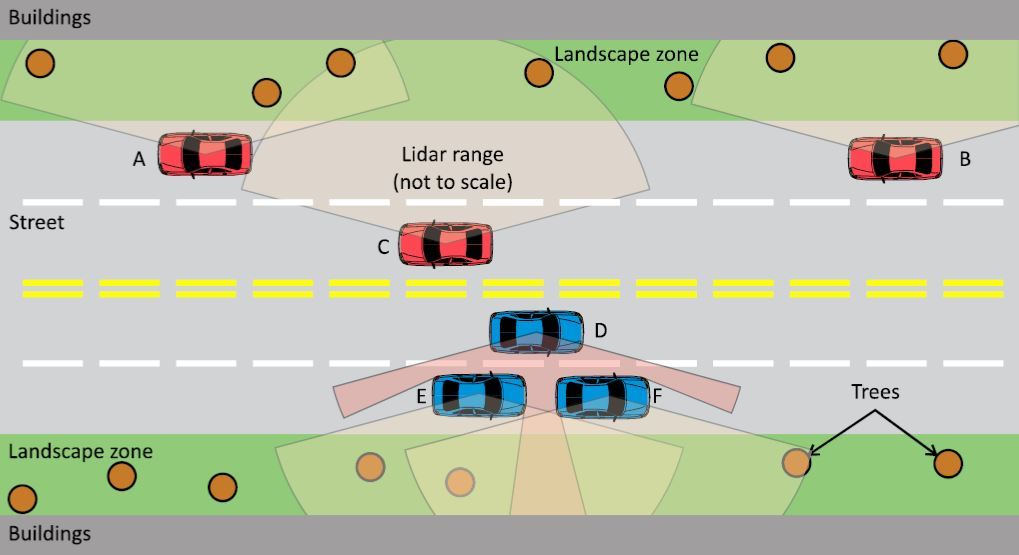 Buildings
Landscape zone
A
B
Lidar range
(not to scale)
Street
C
D
E
F
Trees
Landscape zone
Buildings